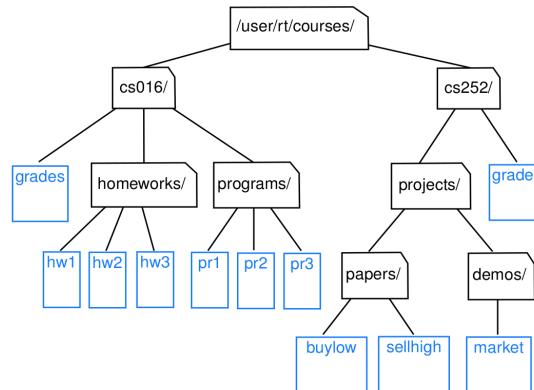 /user/rt/courses/
cs016/
cs252/
grades
homeworks/
programs/
projects/
grade
hw1
hw2
hw3
pr1
pr2
pr3
papers/
demos/
buylow
sellhigh
market